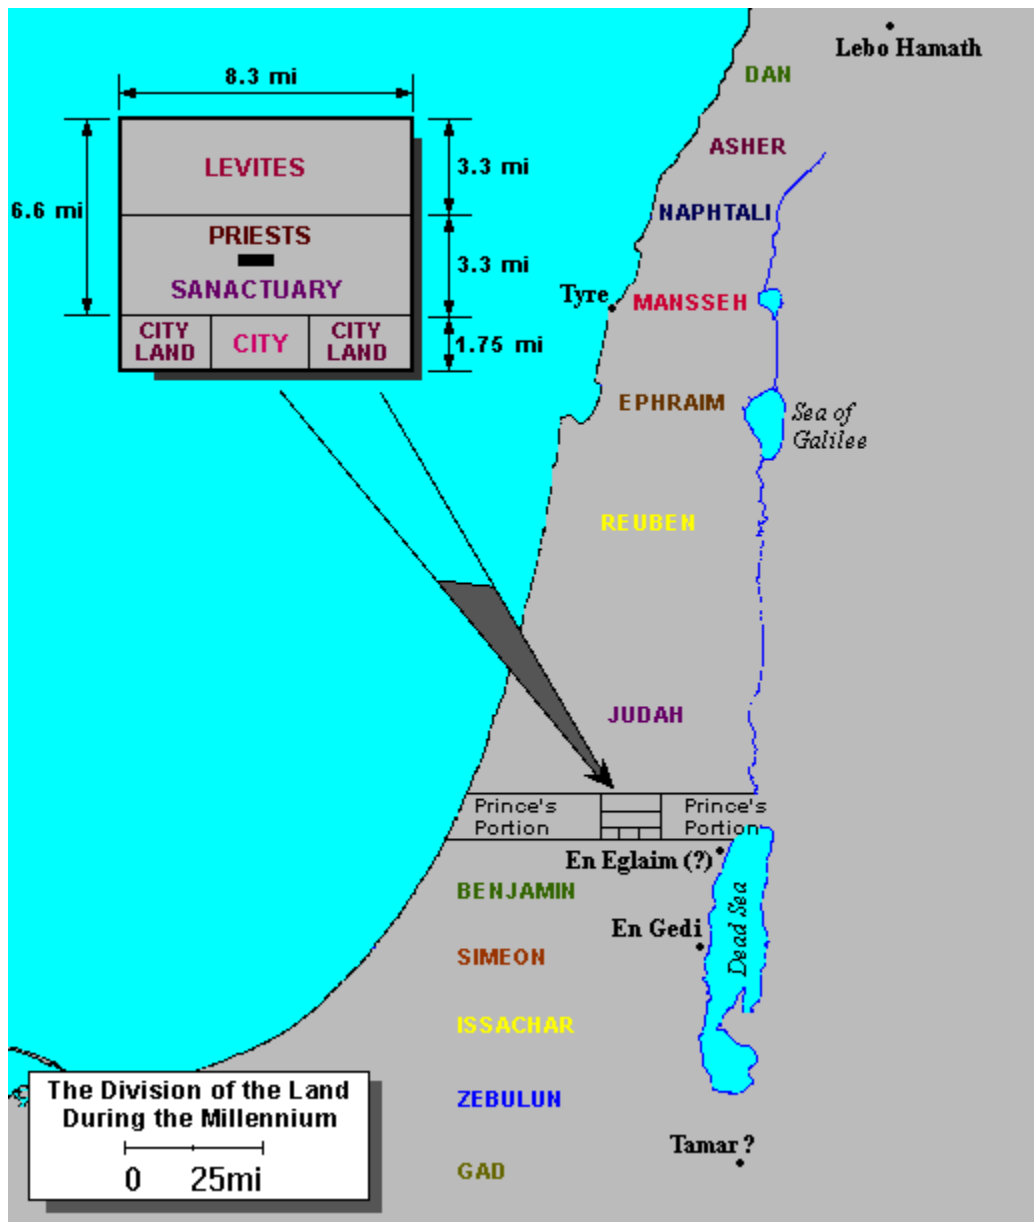 Lebo Hamath
DAN
8.3 mi
ASHER
LEVITES
3.3 mi
6.6 mi
NAPHTALI
PRIESTS
3.3 mi
SANACTUARY
Tyre
MANSSEH
CITY
LAND
CITY
CITY
LAND
1.75 mi
EPHRAIM
Sea of
Galilee
REUBEN
JUDAH
Prince's
Portion
Prince's
Portion
En Eglaim (?)
BENJAMIN
En Gedi
Dead Sea
SIMEON
ISSACHAR
The Division of the Land
During the Millennium
0 25mi
ZEBULUN
Tamar ?
GAD